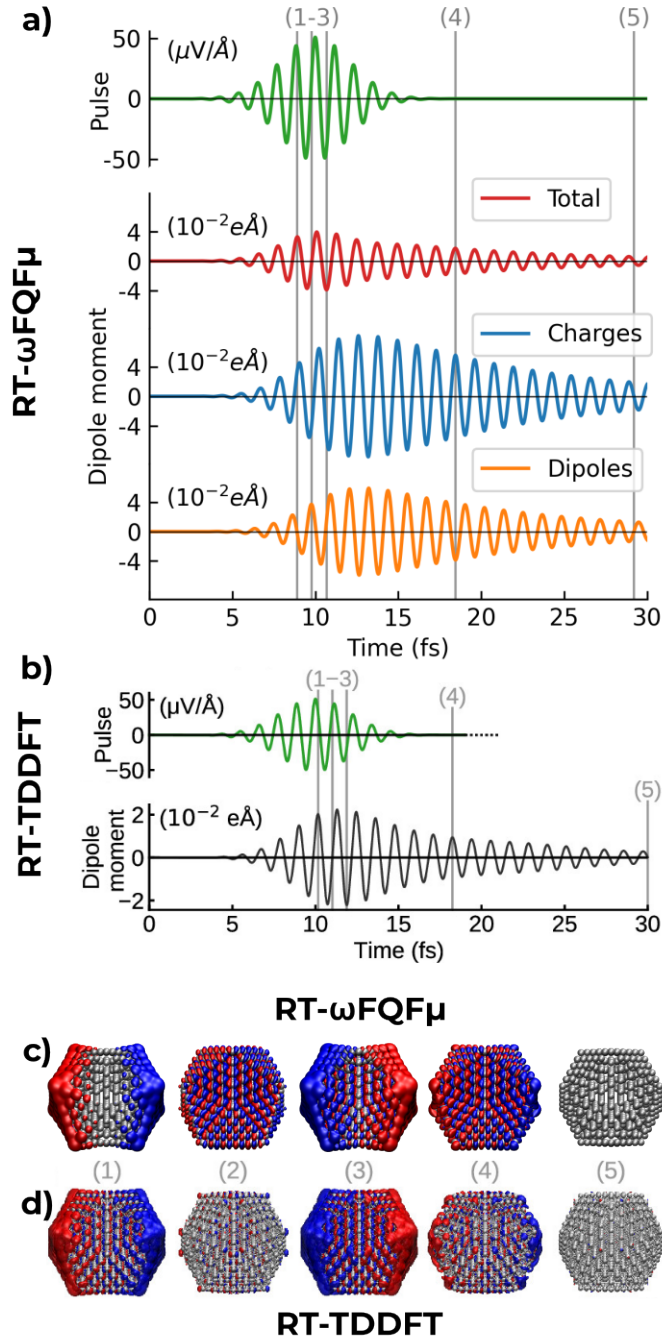 a)
(1-3)
(4)
(5)
Pulse
(μV/Å)
50
0
-50
RT-ωFQFμ
Dipole moment
Total
(10⁻²eÅ)
4
0
-4
Charges
(10⁻²eÅ)
4
0
-4
Dipoles
(10⁻²eÅ)
4
0
-4
0 5 10 15 20 25 30
Time (fs)
b)
RT-TDDFT
(1−3)
(4)
(5)
Pulse
(μV/Å)
50
0
−50
Dipole
moment
(10⁻² eÅ)
2
0
−2
0 5 10 15 20 25 30
Time (fs)
RT-ωFQFμ
c)
(1) (2) (3) (4) (5)
d)
RT-TDDFT